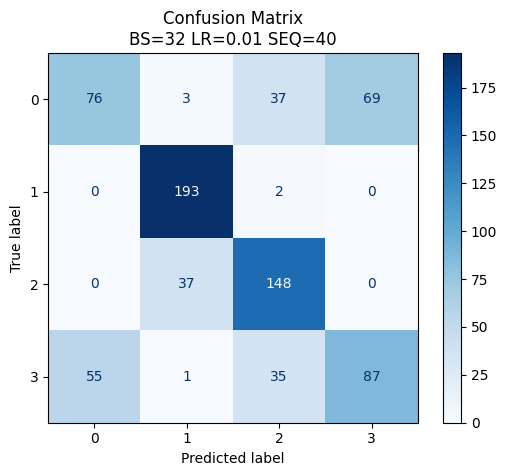 Confusion Matrix
BS=32 LR=0.01 SEQ=40
0 76 3 37 69
1 0 193 2 0
2 0 37 148 0
3 55 1 35 87
0 1 2 3
Predicted label
True label
175
150
125
100
75
50
25
0